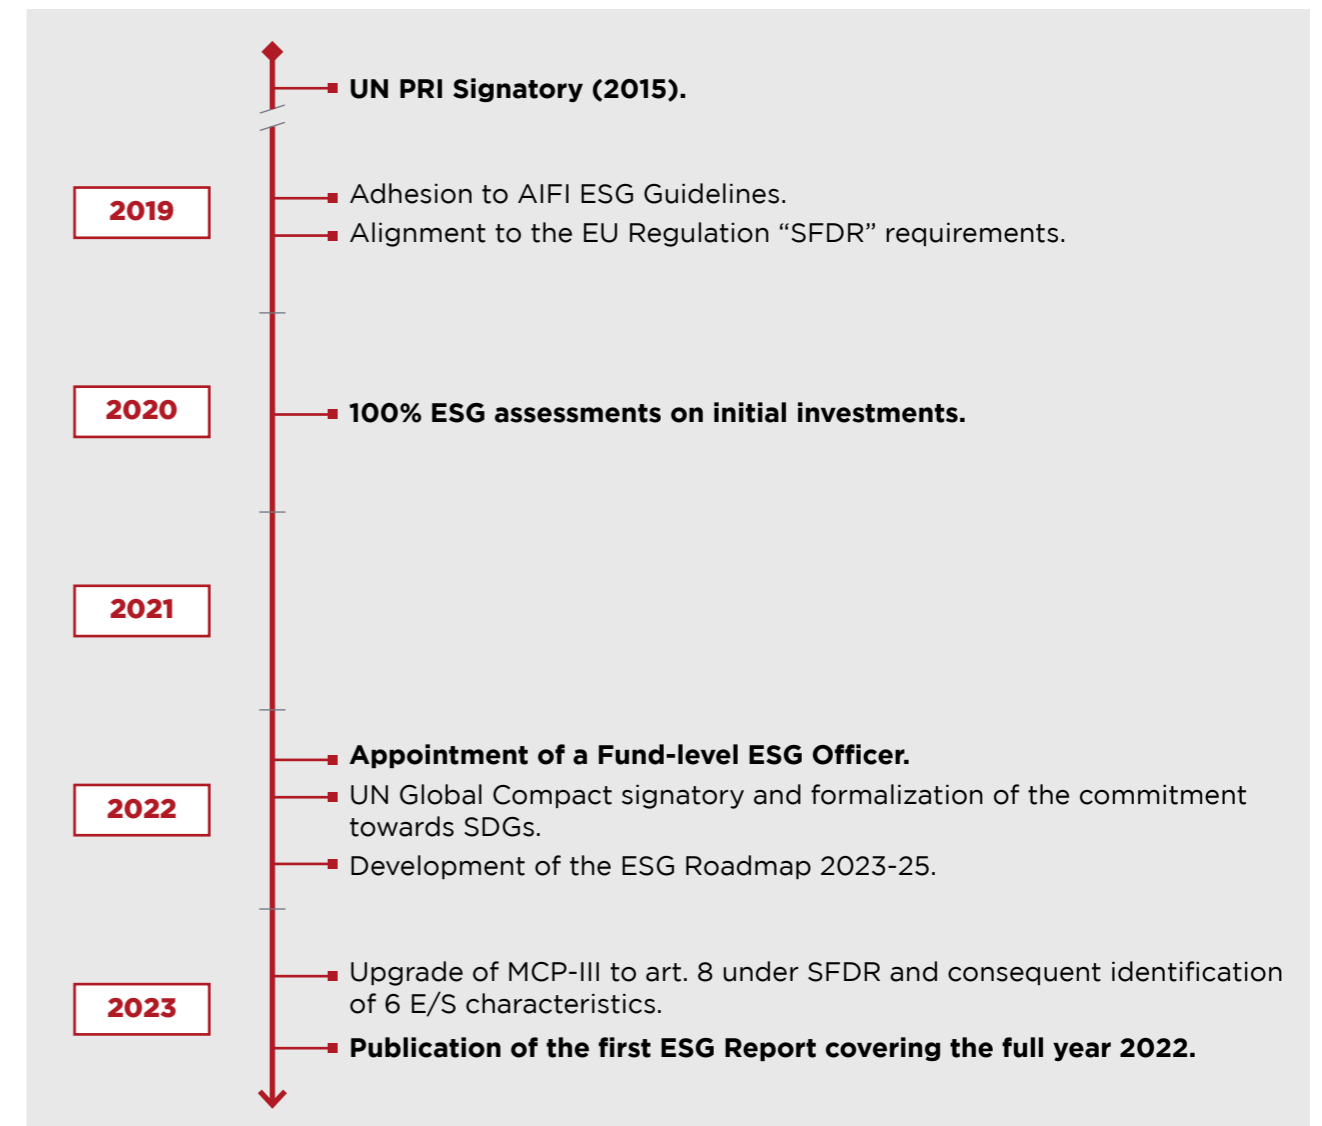 UN PRI Signatory (2015).
2019
Adhesion to AIFI ESG Guidelines.
Alignment to the EU Regulation “SFDR” requirements.
2020
100% ESG assessments on initial investments.
2021
Appointment of a Fund-level ESG Officer.
2022
UN Global Compact signatory and formalization of the commitment
towards SDGs.
Development of the ESG Roadmap 2023-25.
2023
Upgrade of MCP-III to art. 8 under SFDR and consequent identification
of 6 E/S characteristics.
Publication of the first ESG Report covering the full year 2022.